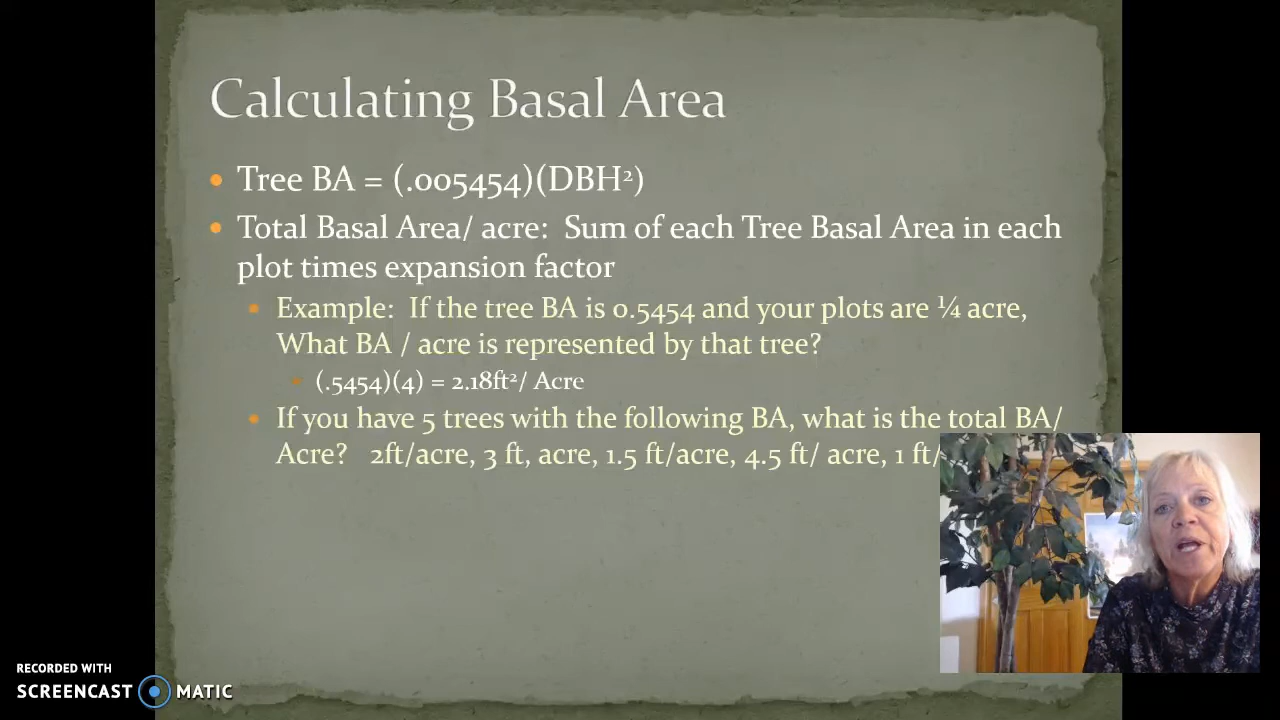 Calculating Basal Area
Tree BA = (.005454)(DBH²)
Total Basal Area/ acre:  Sum of each Tree Basal Area in each
plot times expansion factor
Example:  If the tree BA is 0.5454 and your plots are ¼ acre,
What BA / acre is represented by that tree?
(.5454)(4) = 2.18ft²/ Acre
If you have 5 trees with the following BA, what is the total BA/
Acre?   2ft/acre, 3 ft, acre, 1.5 ft/acre, 4.5 ft/ acre, 1 ft/
RECORDED WITH
SCREENCAST MATIC